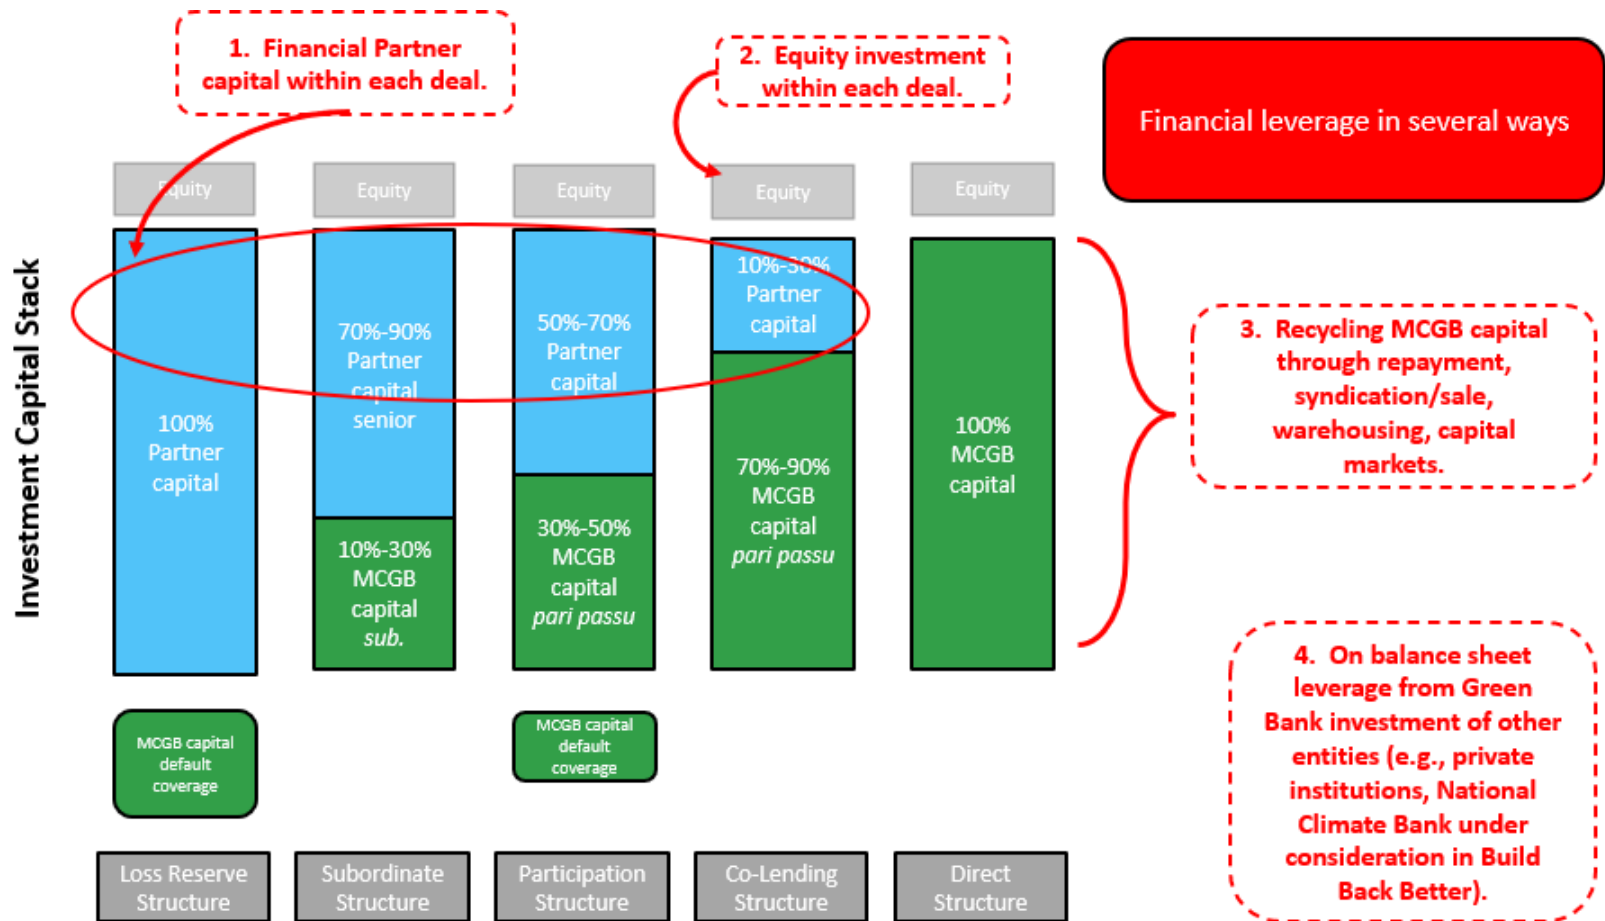 1. Financial Partner
capital within each deal.
2. Equity investment
within each deal.
Financial leverage in several ways
Investment Capital Stack
Equity
100%
Partner
capital
MCGB capital
default
coverage
Loss Reserve
Structure
Equity
70%-90%
Partner
capital
senior
10%-30%
MCGB
capital
sub.
Subordinate
Structure
Equity
50%-70%
Partner
capital
30%-50%
MCGB
capital
pari passu
MCGB capital
default
coverage
Participation
Structure
Equity
10%-30%
Partner
capital
70%-90%
MCGB
capital
pari passu
Co-Lending
Structure
Equity
100%
MCGB
capital
Direct
Structure
3. Recycling MCGB capital
through repayment,
syndication/sale,
warehousing, capital
markets.
4. On balance sheet
leverage from Green
Bank investment of other
entities (e.g., private
institutions, National
Climate Bank under
consideration in Build
Back Better).